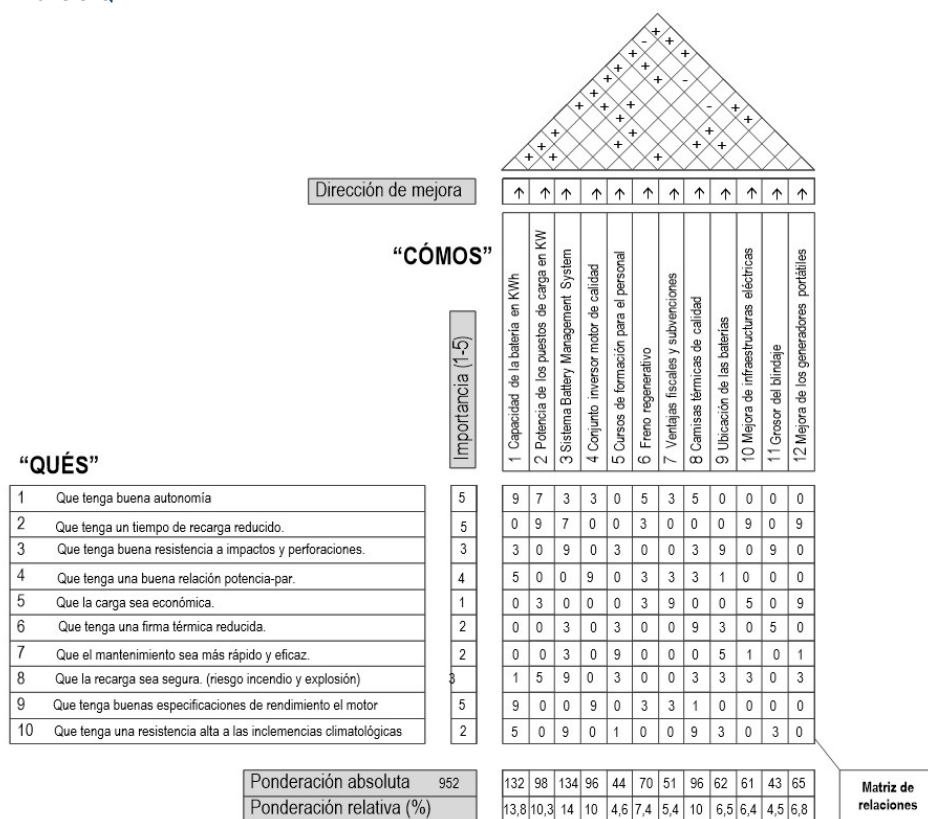 Dirección de mejora
↑ ↑ ↑ ↑ ↑ ↑ ↑ ↑ ↑ ↑ ↑ ↑
“CÓMOS”
Importancia (1-5)
1 Capacidad de la batería en KWh
2 Potencia de los puestos de carga en KW
3 Sistema Battery Management System
4 Conjunto inversor motor de calidad
5 Cursos de formación para el personal
6 Freno regenerativo
7 Ventajas fiscales y subvenciones
8 Camisas térmicas de calidad
9 Ubicación de las baterías
10 Mejora de infraestructuras eléctricas
11 Grosor del blindaje
12 Mejora de los generadores portátiles
“QUÉS”
1 Que tenga buena autonomía 5 9 7 3 3 0 5 3 5 0 0 0 0
2 Que tenga un tiempo de recarga reducido. 5 0 9 7 0 0 3 0 0 0 9 0 9
3 Que tenga buena resistencia a impactos y perforaciones. 3 3 0 9 0 3 0 0 3 9 0 9 0
4 Que tenga una buena relación potencia-par. 4 5 0 0 9 0 3 3 3 1 0 0 0
5 Que la carga sea económica. 1 0 3 0 0 0 3 9 0 0 5 0 9
6 Que tenga una firma térmica reducida. 2 0 0 3 0 3 0 0 9 3 0 5 0
7 Que el mantenimiento sea más rápido y eficaz. 2 0 0 3 0 9 0 0 0 5 1 0 1
8 Que la recarga sea segura. (riesgo incendio y explosión) 3 1 5 9 0 3 0 0 3 3 3 0 3
9 Que tenga buenas especificaciones de rendimiento el motor 5 9 0 0 9 0 3 3 1 0 0 0 0
10 Que tenga una resistencia alta a las inclemencias climatológicas 2 5 0 9 0 1 0 0 9 3 0 3 0
Ponderación absoluta 952 132 98 134 96 44 70 51 96 62 61 43 65
Ponderación relativa (%) 13,8 10,3 14 10 4,6 7,4 5,4 10 6,5 6,4 4,5 6,8
Matriz de
relaciones